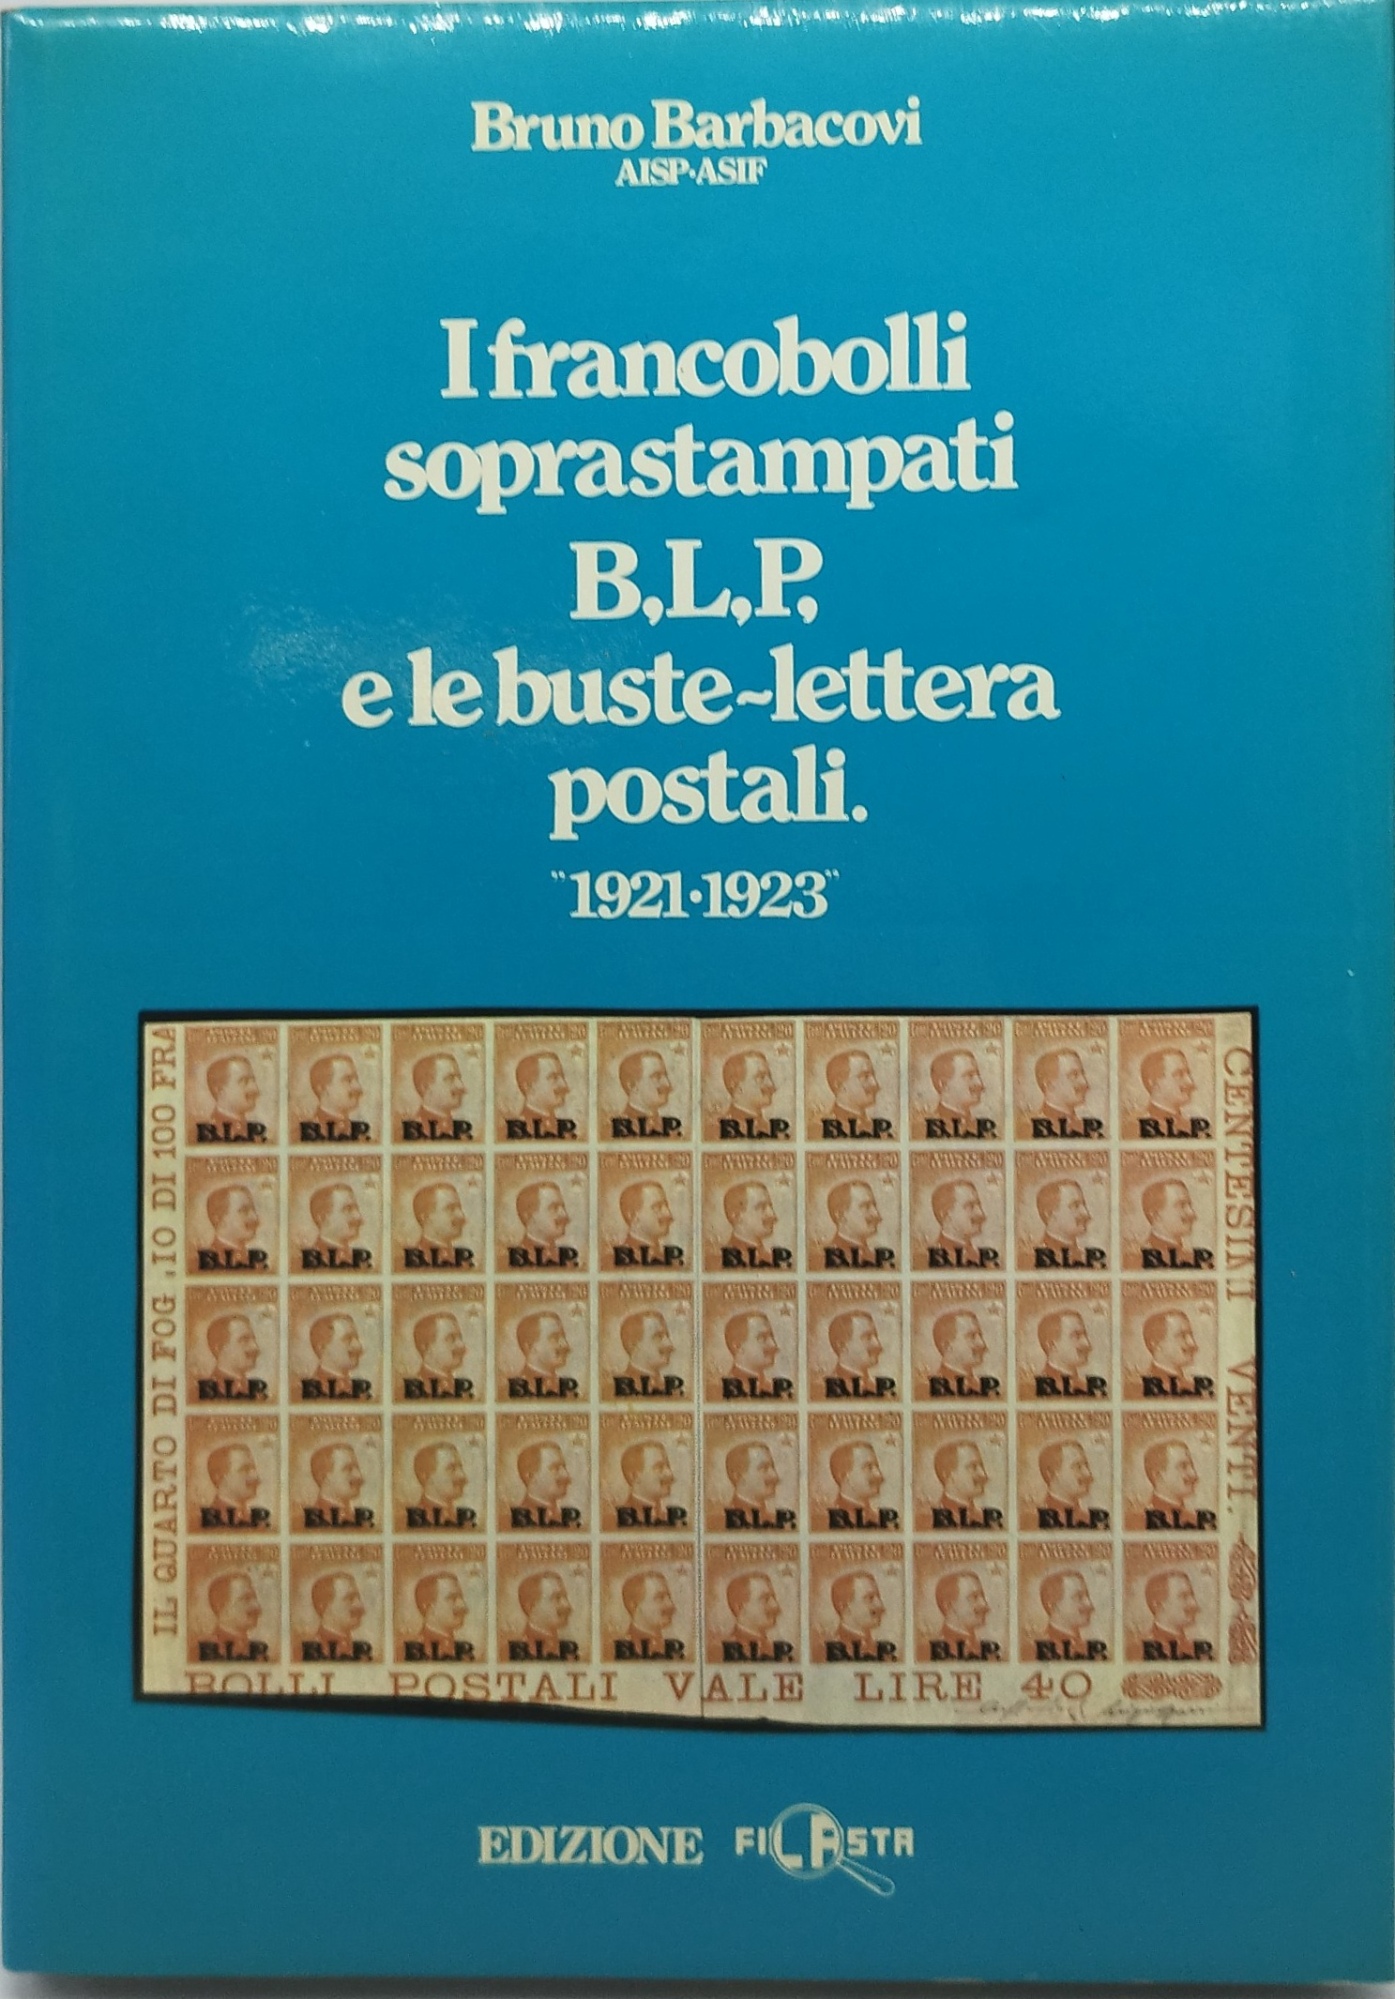 Bruno Barbacovi
AISP·ASIF
I francobolli
soprastampati
B,L,P,
e le buste~lettera
postali.
"1921·1923"
IL QUARTO DI FOG .IO DI 100 FRA
CENTESIMI VENTI.
B.L.P. B.L.P. B.L.P. B.L.P. B.L.P. B.L.P. B.L.P. B.L.P. B.L.P. B.L.P.
B.L.P. B.L.P. B.L.P. B.L.P. B.L.P. B.L.P. B.L.P. B.L.P. B.L.P. B.L.P.
B.L.P. B.L.P. B.L.P. B.L.P. B.L.P. B.L.P. B.L.P. B.L.P. B.L.P. B.L.P.
B.L.P. B.L.P. B.L.P. B.L.P. B.L.P. B.L.P. B.L.P. B.L.P. B.L.P. B.L.P.
B.L.P. B.L.P. B.L.P. B.L.P. B.L.P. B.L.P. B.L.P. B.L.P. B.L.P. B.L.P.
BOLLI POSTALI VALE LIRE 40
EDIZIONE FILASTA